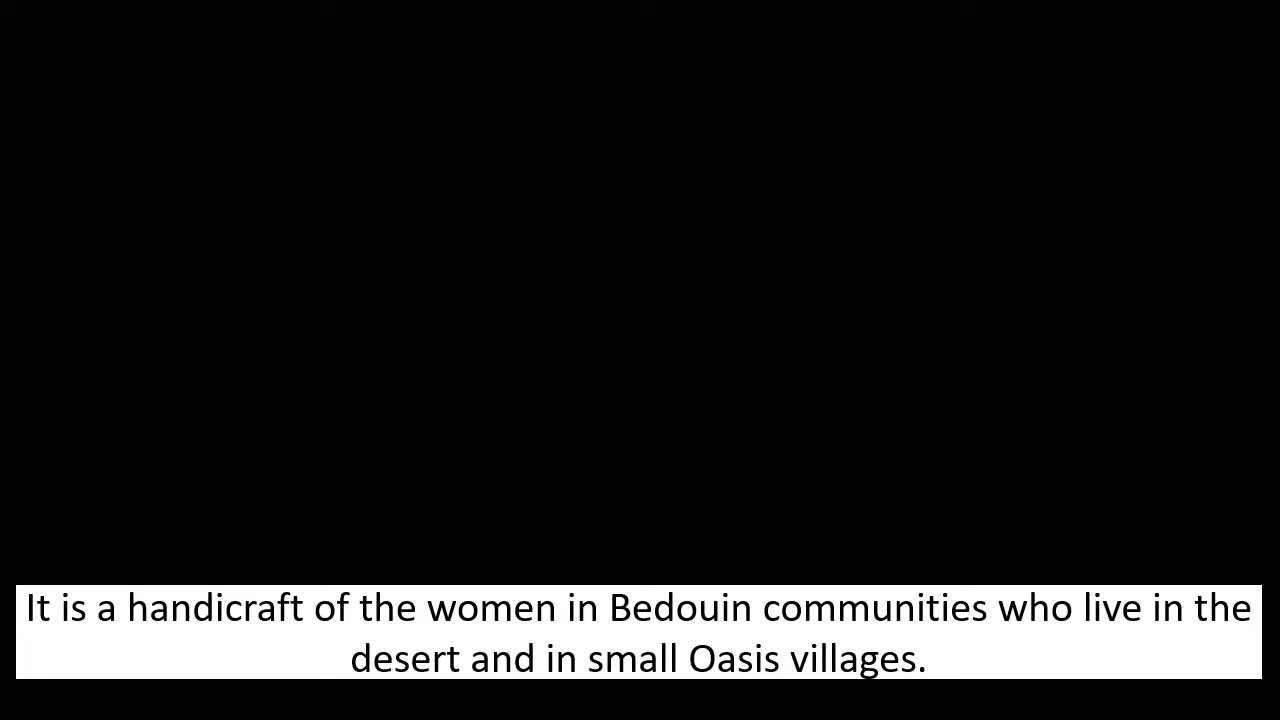 It is a handicraft of the women in Bedouin communities who live in the
desert and in small Oasis villages.